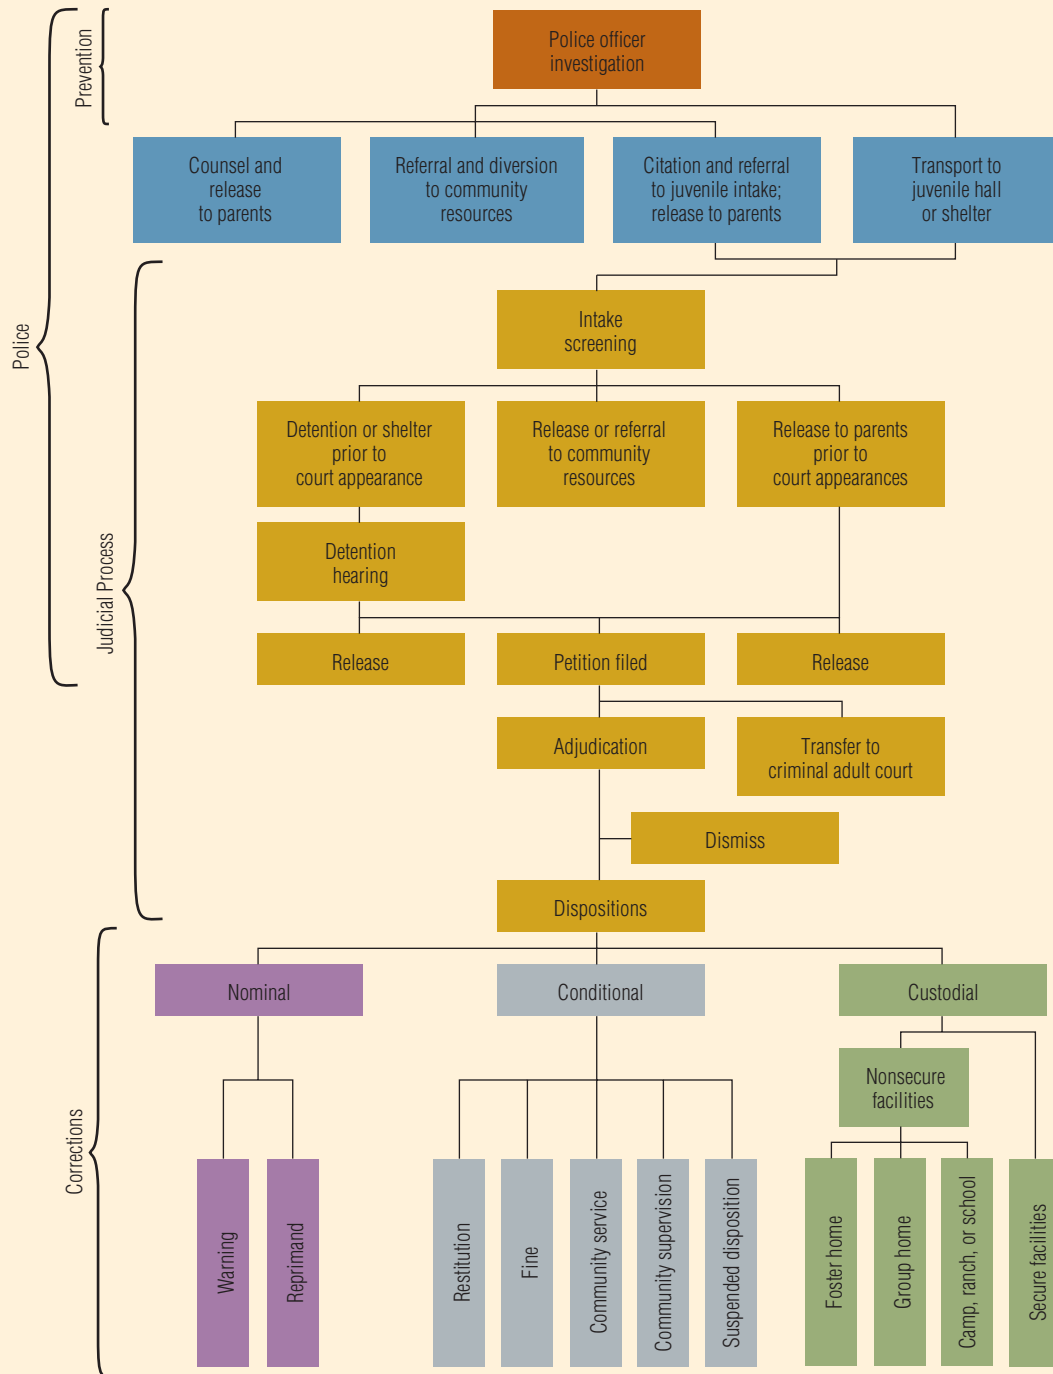 Prevention
Police officer
investigation
Counsel and
release
to parents
Referral and diversion
to community
resources
Citation and referral
to juvenile intake;
release to parents
Transport to
juvenile hall
or shelter
Police
Judicial Process
Intake
screening
Detention or shelter
prior to
court appearance
Release or referral
to community
resources
Release to parents
prior to
court appearances
Detention
hearing
Release
Petition filed
Release
Adjudication
Transfer to
criminal adult court
Dismiss
Dispositions
Corrections
Nominal
Conditional
Custodial
Nonsecure
facilities
Warning
Reprimand
Restitution
Fine
Community service
Community supervision
Suspended disposition
Foster home
Group home
Camp, ranch, or school
Secure facilities